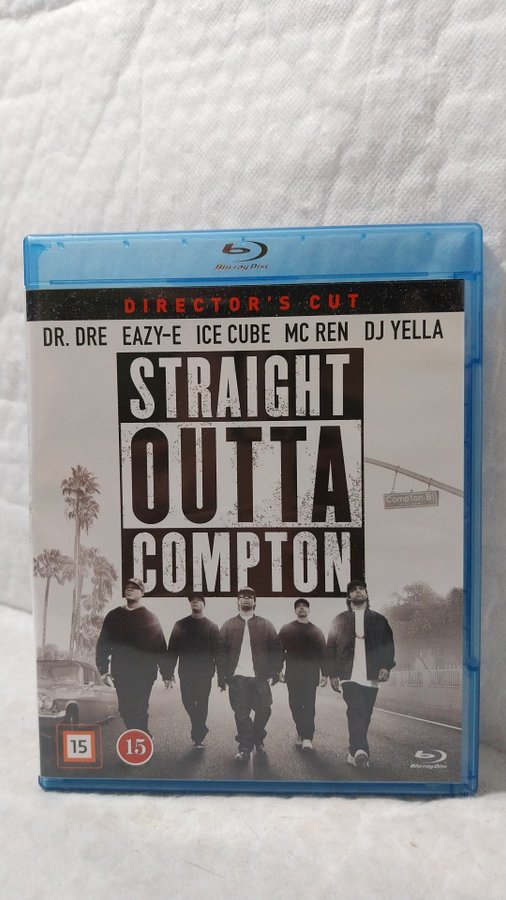 Blu-ray Disc
DIRECTOR'S CUT
DR. DRE EAZY-E ICE CUBE MC REN DJ YELLA
STRAIGHT
OUTTA
COMPTON
Compton Bl
15
15
Blu-ray Disc